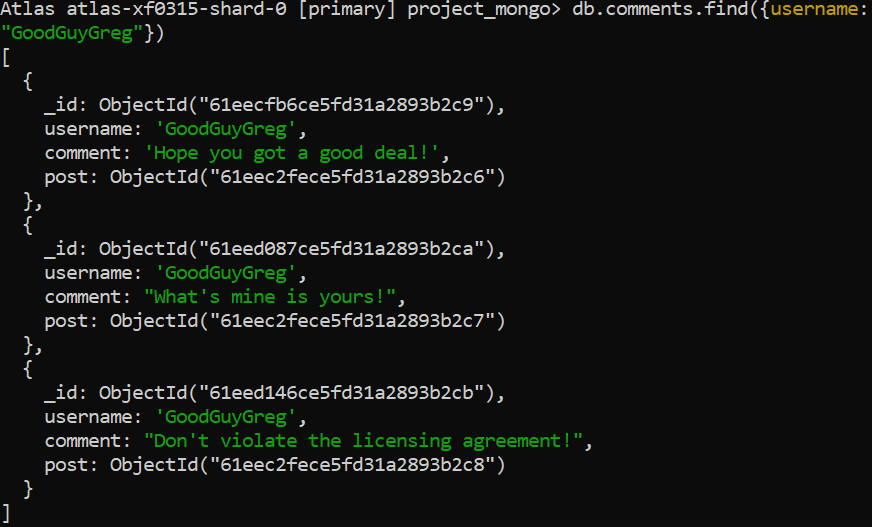 Atlas atlas-xf0315-shard-0 [primary] project_mongo> db.comments.find({username:
"GoodGuyGreg"})
[
  {
    _id: ObjectId("61eecfb6ce5fd31a2893b2c9"),
    username: 'GoodGuyGreg',
    comment: 'Hope you got a good deal!',
    post: ObjectId("61eec2fece5fd31a2893b2c6")
  },
  {
    _id: ObjectId("61eed087ce5fd31a2893b2ca"),
    username: 'GoodGuyGreg',
    comment: "What's mine is yours!",
    post: ObjectId("61eec2fece5fd31a2893b2c7")
  },
  {
    _id: ObjectId("61eed146ce5fd31a2893b2cb"),
    username: 'GoodGuyGreg',
    comment: "Don't violate the licensing agreement!",
    post: ObjectId("61eec2fece5fd31a2893b2c8")
  }
]